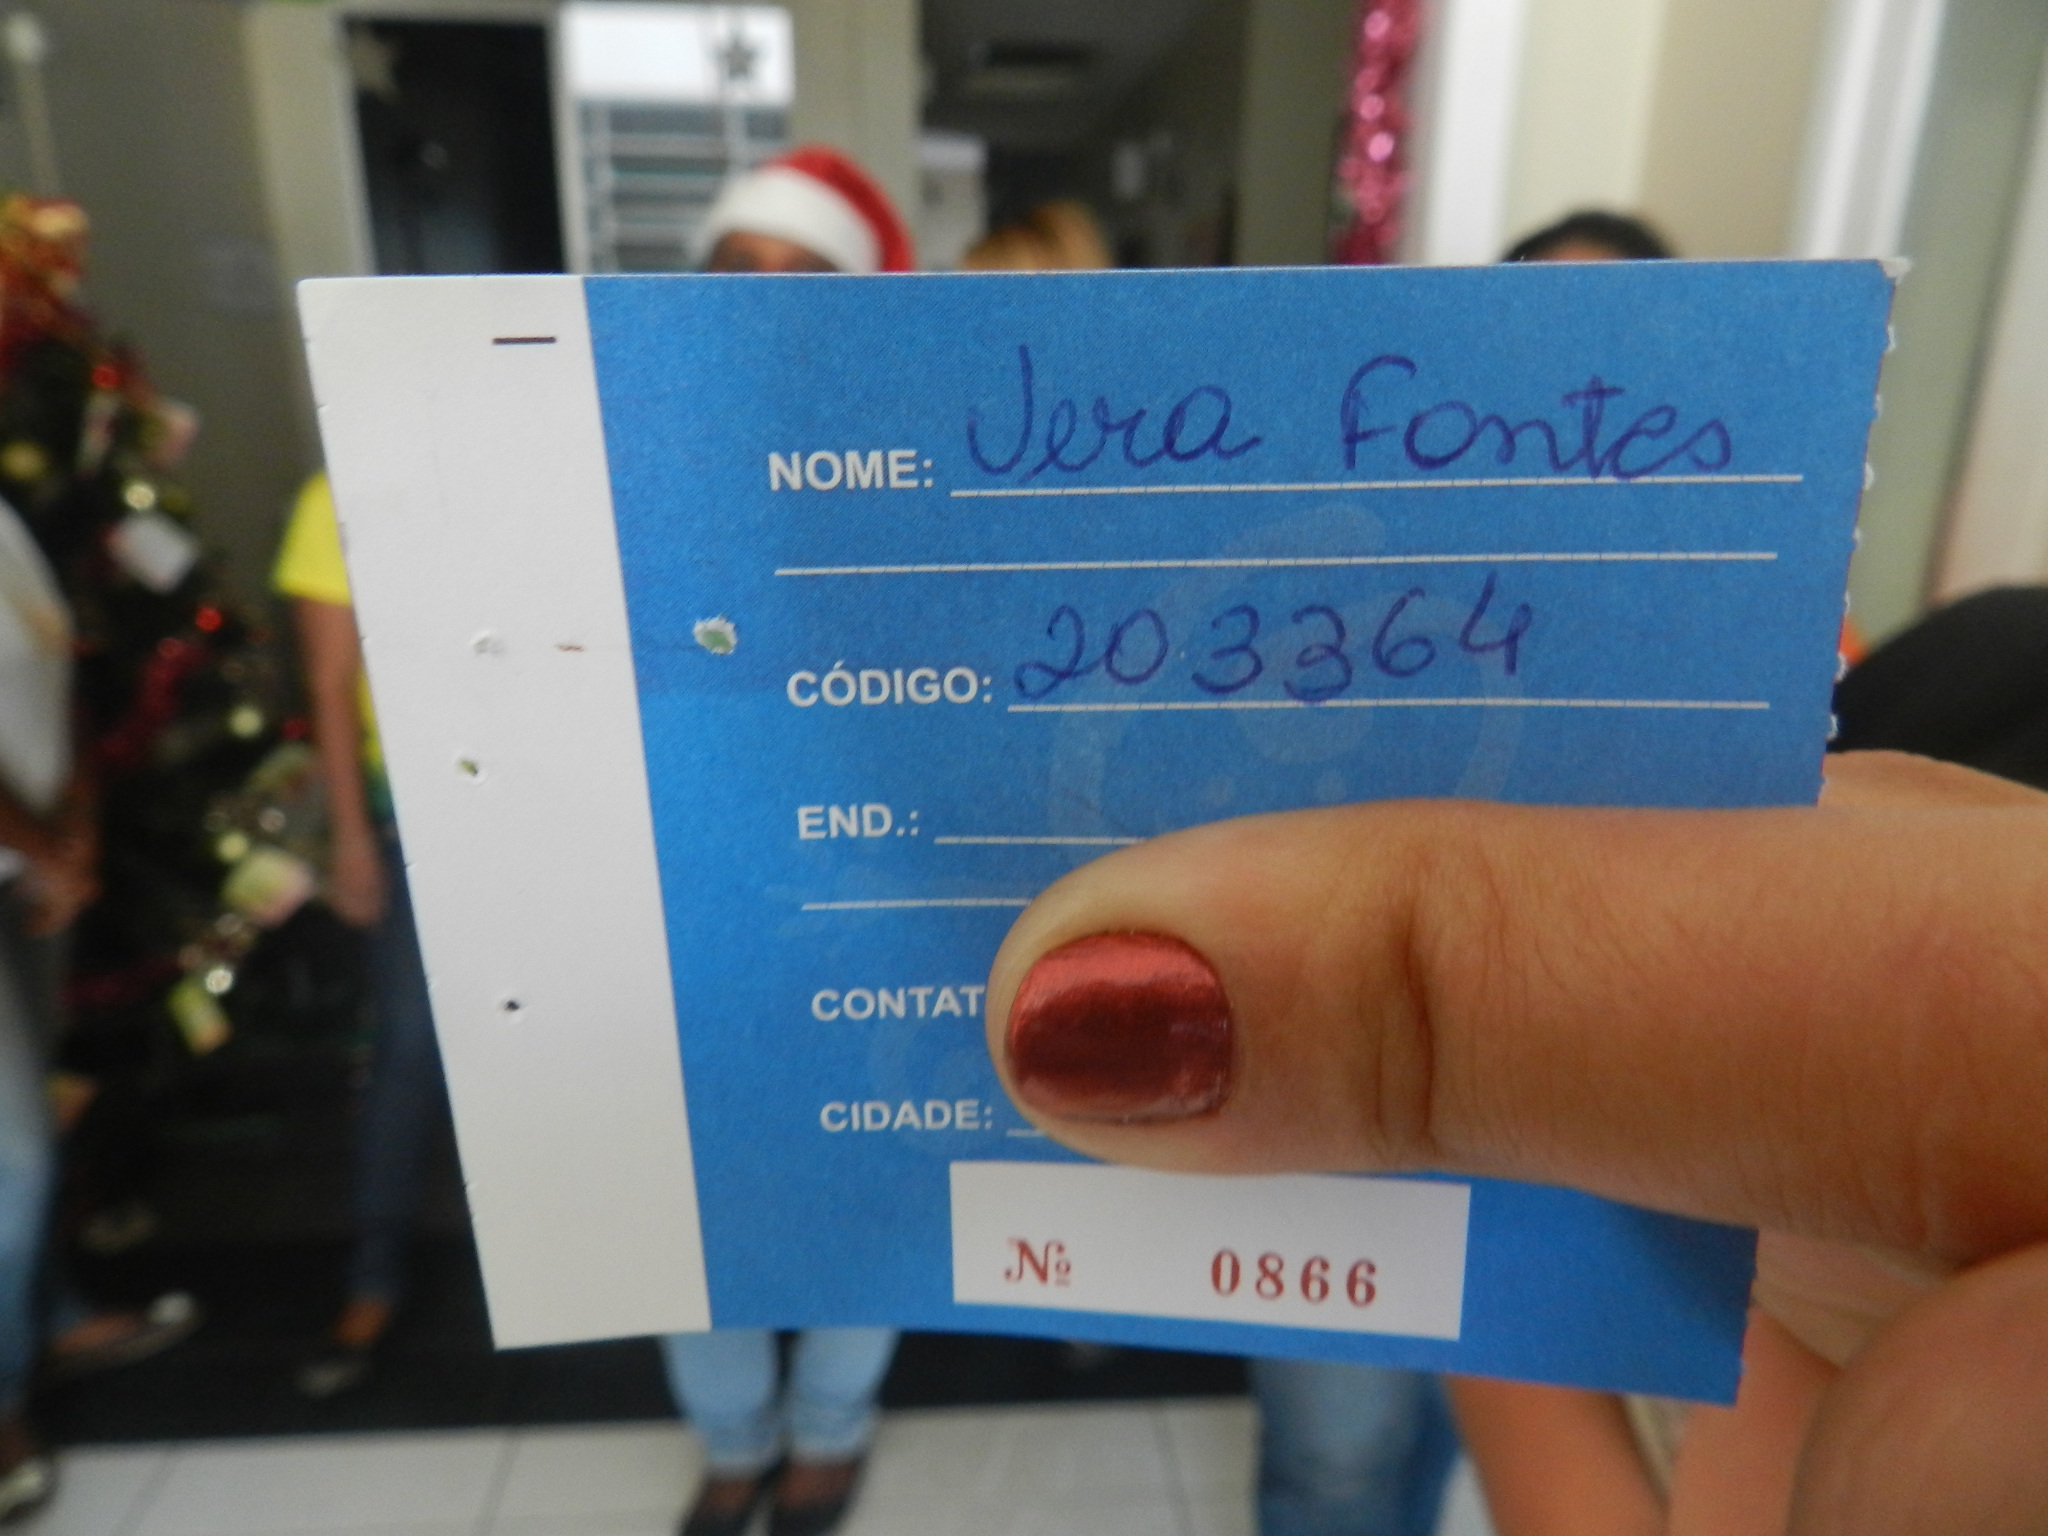 NOME: Vera Fontes
CÓDIGO: 203364
END.:
CONTAT
CIDADE:
Nº 0866